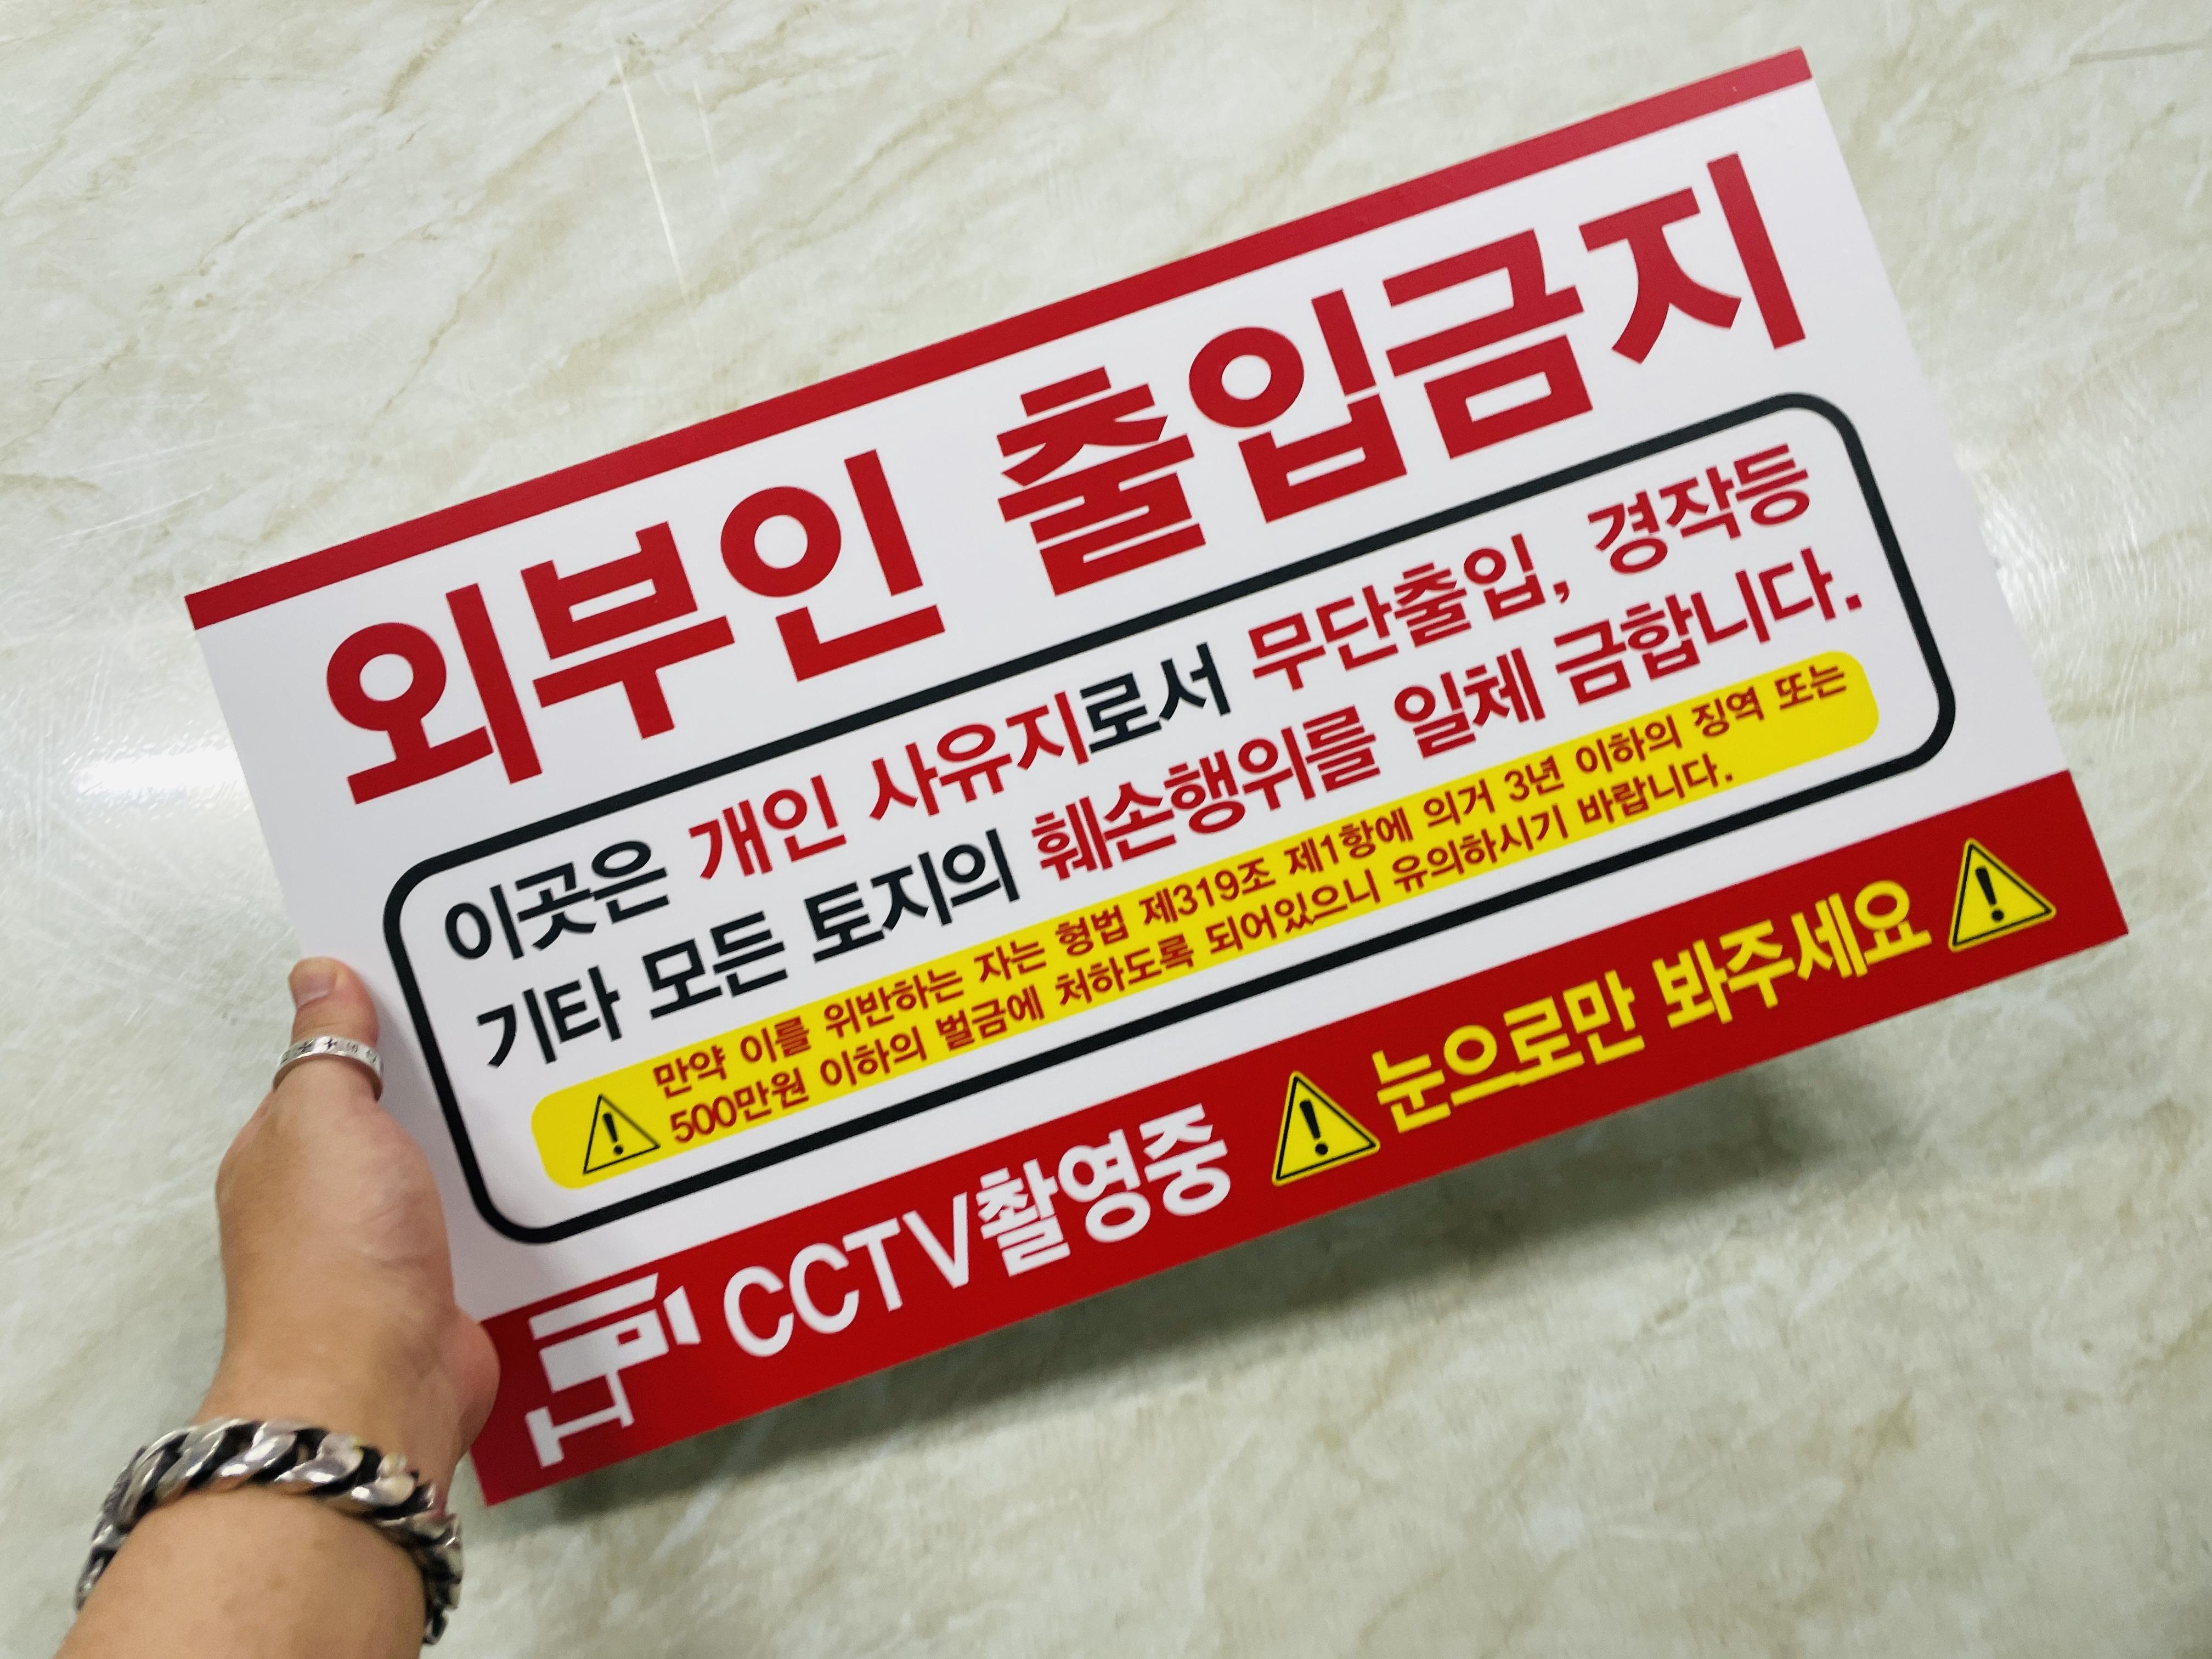 외부인 출입금지
이곳은 개인 사유지로서 무단출입, 경작등
기타 모든 토지의 훼손행위를 일체 금합니다.
만약 이를 위반하는 자는 형법 제319조 제1항에 의거 3년 이하의 징역 또는
500만원 이하의 벌금에 처하도록 되어있으니 유의하시기 바랍니다.
CCTV촬영중 눈으로만 봐주세요